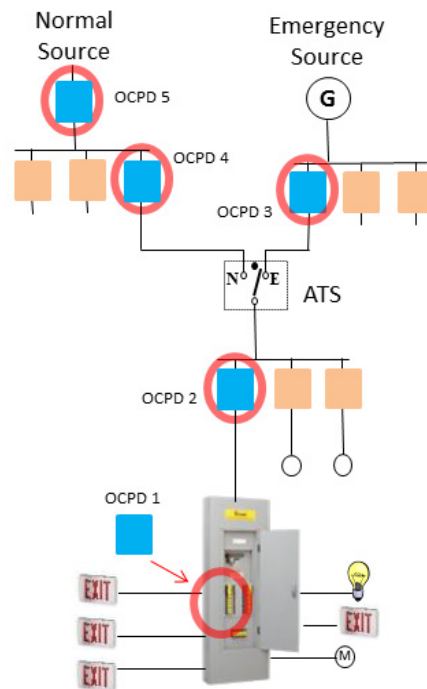 Normal
Source
Emergency
Source
OCPD 5
G
OCPD 4
OCPD 3
N
E
ATS
OCPD 2
OCPD 1
EXIT
EXIT
EXIT
EXIT
M